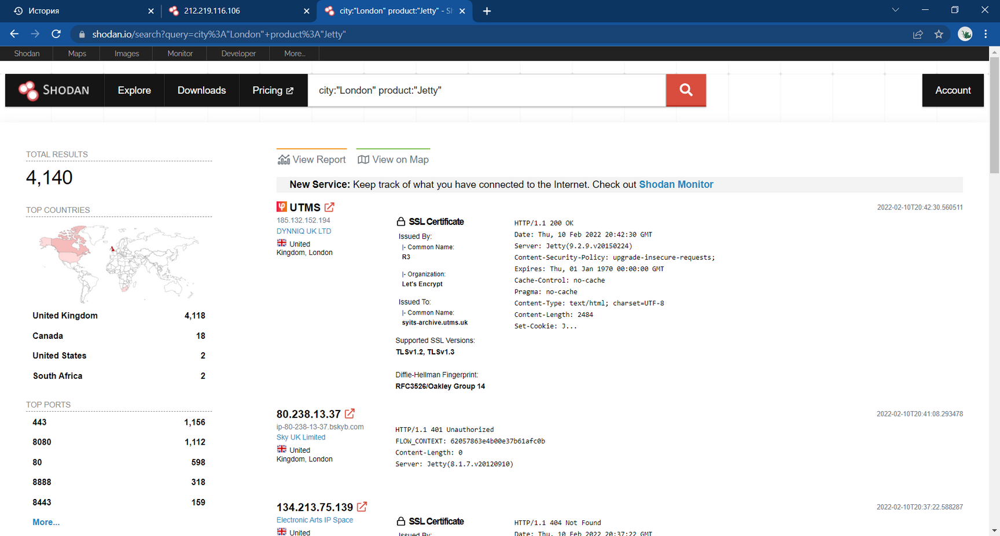 История
212.219.116.106
city:"London" product:"Jetty" - Sh
shodan.io/search?query=city%3A"London"+product%3A"Jetty"
Shodan
Maps
Images
Monitor
Developer
More...
SHODAN
Explore
Downloads
Pricing
city:"London" product:"Jetty"
Account
TOTAL RESULTS
4,140
TOP COUNTRIES
United Kingdom 4,118
Canada 18
United States 2
South Africa 2
TOP PORTS
443 1,156
8080 1,112
80 598
8888 318
8443 159
More...
View Report
View on Map
New Service: Keep track of what you have connected to the Internet. Check out Shodan Monitor
UTMS
2022-02-10T20:42:30.560511
185.132.152.194
DYNNIQ UK LTD
United
Kingdom, London
SSL Certificate
Issued By:
|- Common Name:
R3
|- Organization:
Let's Encrypt
Issued To:
|- Common Name:
syits-archive.utms.uk
Supported SSL Versions:
TLSv1.2, TLSv1.3
Diffie-Hellman Fingerprint:
RFC3526/Oakley Group 14
HTTP/1.1 200 OK
Date: Thu, 10 Feb 2022 20:42:30 GMT
Server: Jetty(9.2.9.v20150224)
Content-Security-Policy: upgrade-insecure-requests;
Expires: Thu, 01 Jan 1970 00:00:00 GMT
Cache-Control: no-cache
Pragma: no-cache
Content-Type: text/html; charset=UTF-8
Content-Length: 2484
Set-Cookie: J...
80.238.13.37
2022-02-10T20:41:08.293478
ip-80-238-13-37.bskyb.com
Sky UK Limited
United
Kingdom, London
HTTP/1.1 401 Unauthorized
FLOW_CONTEXT: 62057863e4b00e37b61afc0b
Content-Length: 0
Server: Jetty(8.1.7.v20120910)
134.213.75.139
2022-02-10T20:37:22.588287
Electronic Arts IP Space
United
SSL Certificate
Issued By:
HTTP/1.1 404 Not Found
Date: Thu, 10 Feb 2022 20:37:22 GMT